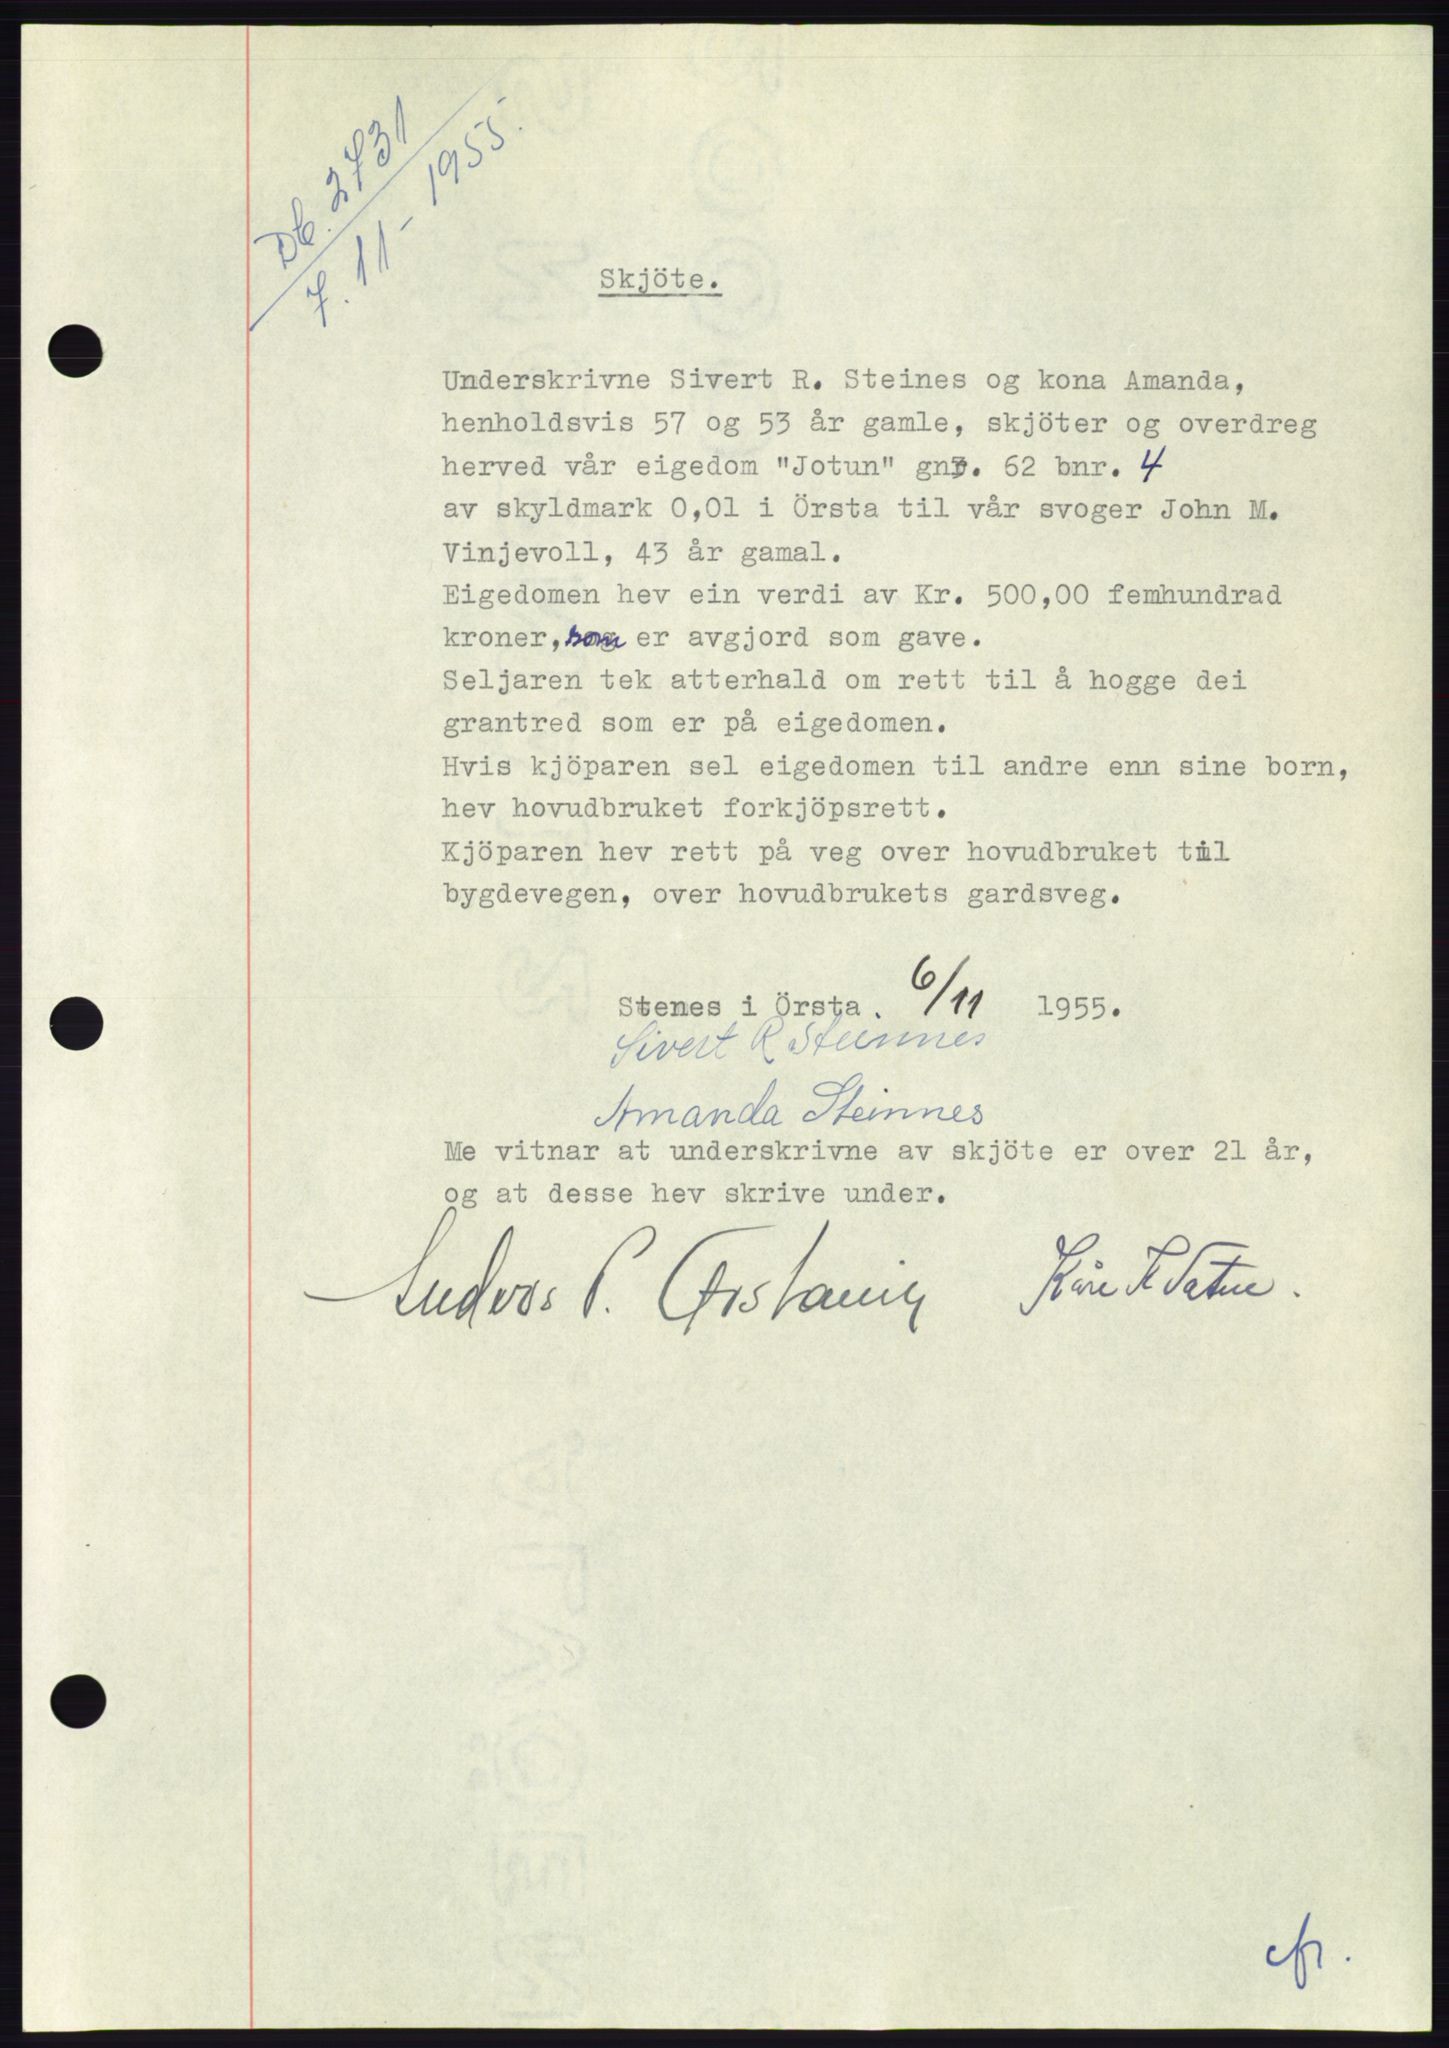 Db. 2731
7. 11 - 1955.
Skjöte.
Underskrivne Sivert R. Steines og kona Amanda,
henholdsvis 57 og 53 år gamle, skjöter og overdreg
herved vår eigedom "Jotun" gnr. 62 bnr. 4
av skyldmark 0,01 i Örsta til vår svoger John M.
Vinjevoll, 43 år gamal.
Eigedomen hev ein verdi av Kr. 500,00 femhundrad
kroner, som er avgjord som gave.
Seljaren tek atterhald om rett til å hogge dei
grantred som er på eigedomen.
Hvis kjöparen sel eigedomen til andre enn sine born,
hev hovudbruket forkjöpsrett.
Kjöparen hev rett på veg over hovudbruket til
bygdevegen, over hovudbrukets gardsveg.
Stenes i Örsta. 6/11 1955.
Sivert R Steinnes
Amanda Steinnes
Me vitnar at underskrivne av skjöte er over 21 år,
og at desse hev skrive under.
Anders P. Ørstavik Kåre K